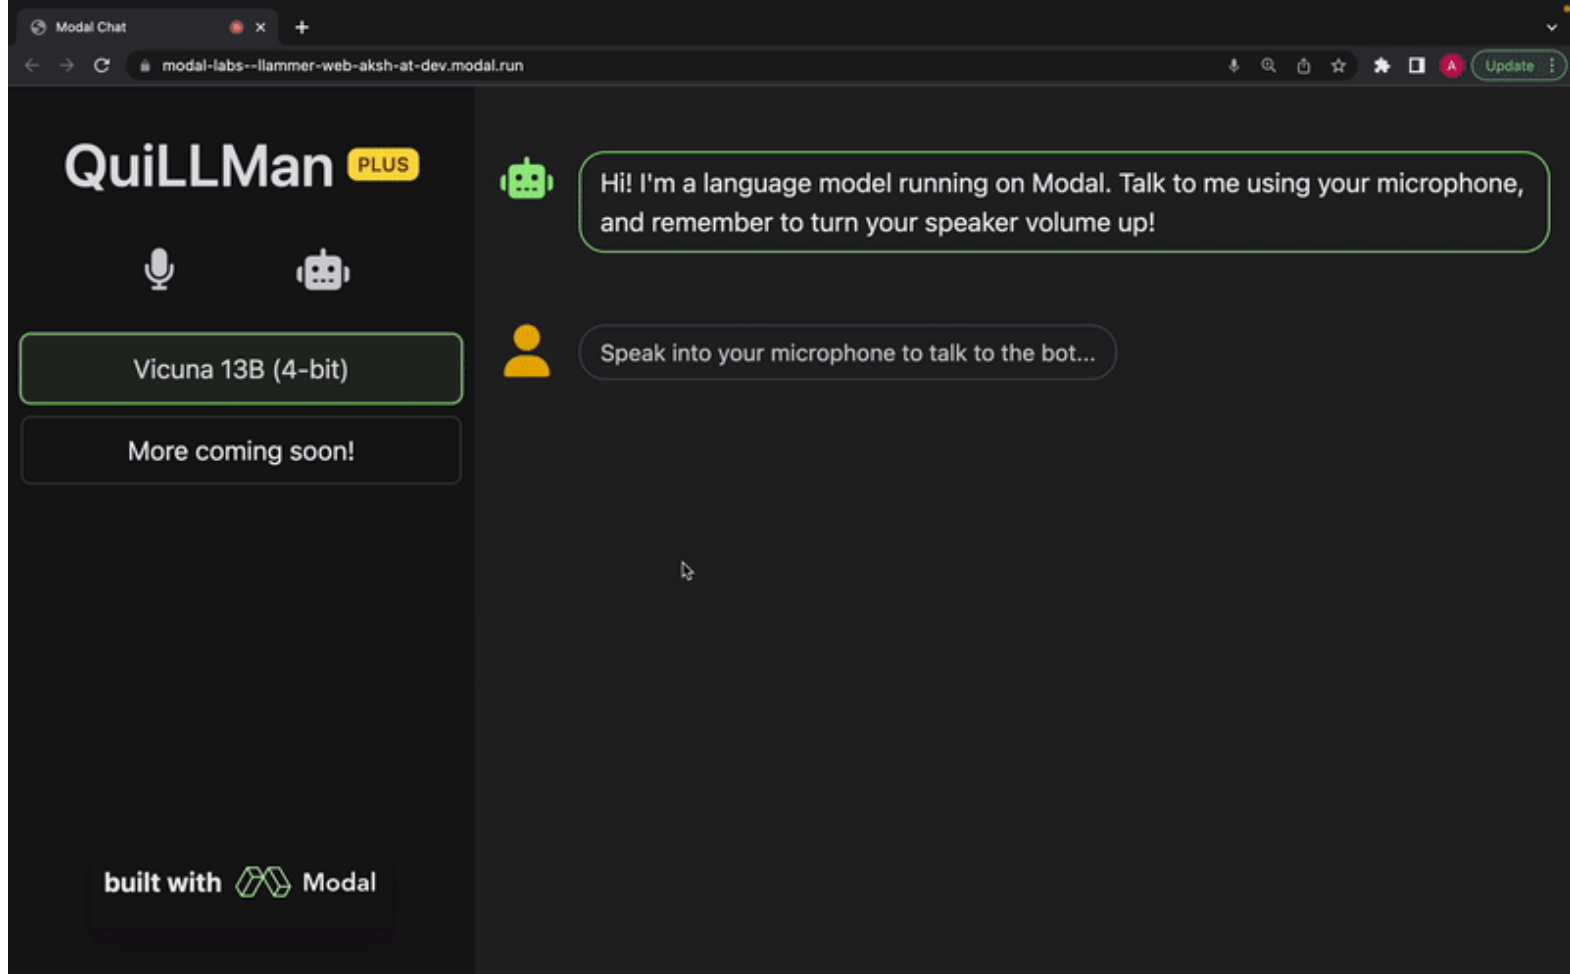 Modal Chat
modal-labs--llammer-web-aksh-at-dev.modal.run
A
Update
QuiLLMan PLUS
Vicuna 13B (4-bit)
More coming soon!
built with Modal
Hi! I'm a language model running on Modal. Talk to me using your microphone,
and remember to turn your speaker volume up!
Speak into your microphone to talk to the bot...